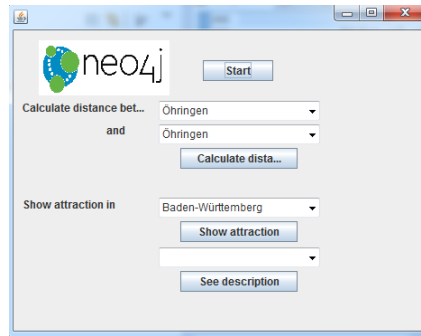 neo4j
Start
Calculate distance bet...
Öhringen
and
Öhringen
Calculate dista...
Show attraction in
Baden-Württemberg
Show attraction
See description